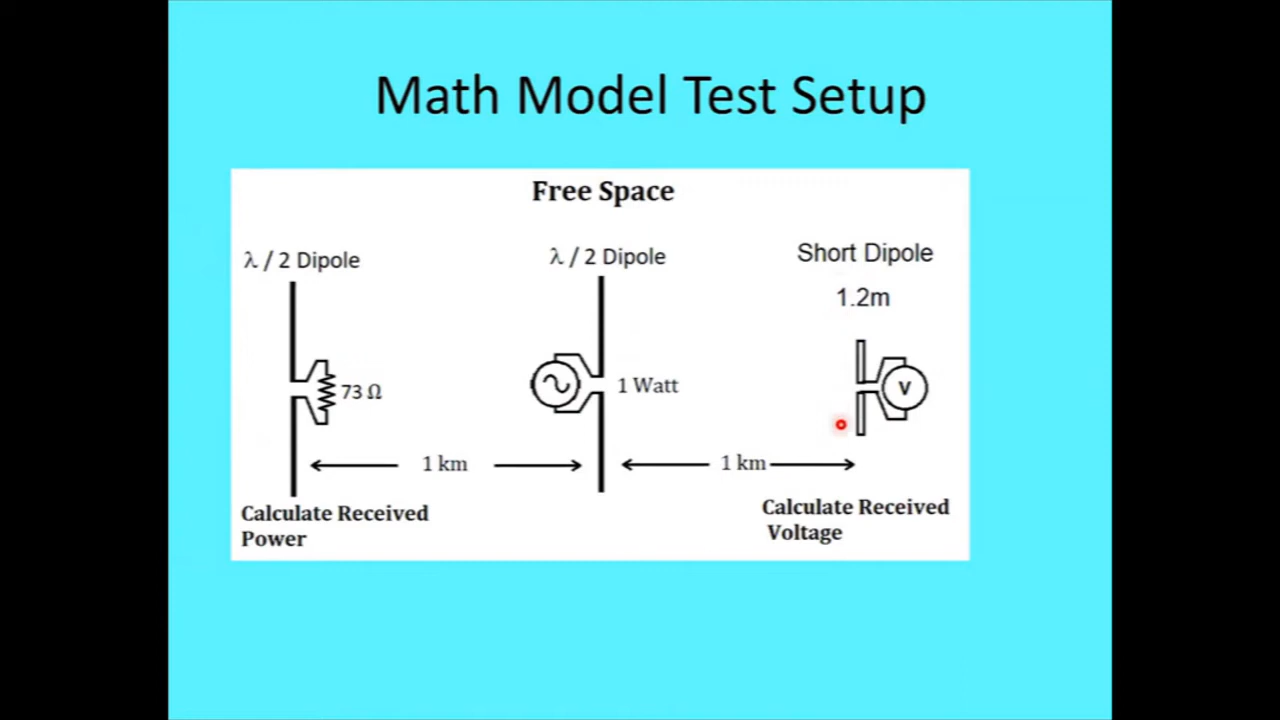 Math Model Test Setup
Free Space
λ / 2 Dipole
λ / 2 Dipole
Short Dipole
1.2m
73 Ω
1 Watt
V
1 km
1 km
Calculate Received
Power
Calculate Received
Voltage